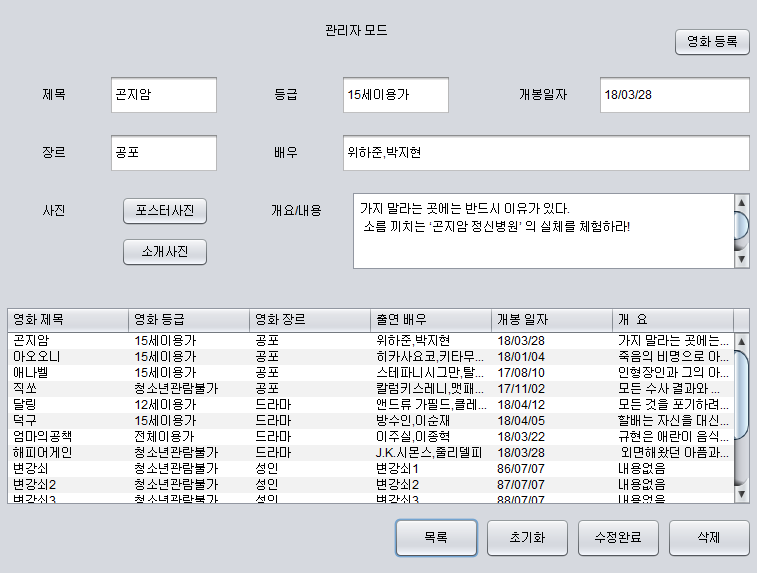 관리자 모드
영화 등록
제목 곤지암 등급 15세이용가 개봉일자 18/03/28
장르 공포 배우 위하준,박지현
사진 포스터사진 개요/내용 가지 말라는 곳에는 반드시 이유가 있다.
소름 끼치는 '곤지암 정신병원' 의 실체를 체험하라!
소개사진
영화 제목 영화 등급 영화 장르 출연 배우 개봉 일자 개 요
곤지암 15세이용가 공포 위하준,박지현 18/03/28 가지 말라는 곳에는...
아오오니 15세이용가 공포 히카사요코,키타무... 18/01/04 죽음의 비명으로 아...
애나벨 15세이용가 공포 스테파니시그만,탈... 17/08/10 인형장인과 그의 아...
직쏘 청소년관람불가 공포 칼럼키스레니,맷패... 17/11/02 모든 수사 결과와 ...
달링 12세이용가 드라마 앤드류 가필드,클레... 18/04/12 모든 것을 포기하려...
덕구 15세이용가 드라마 방수인,이순재 18/04/05 할배는 자신을 대신...
엄마의공책 전체이용가 드라마 이주실,이종혁 18/03/22 규현은 애란이 음식...
해피어게인 청소년관람불가 드라마 J.K.시몬스,줄리델피 18/03/28 외면해왔던 아픔과...
변강쇠 청소년관람불가 성인 변강쇠1 86/07/07 내용없음
변강쇠2 청소년관람불가 성인 변강쇠2 87/07/07 내용없음
변강쇠3 청소년관람불가 성인 변강쇠3 88/07/07 내용없음
목록 초기화 수정완료 삭제